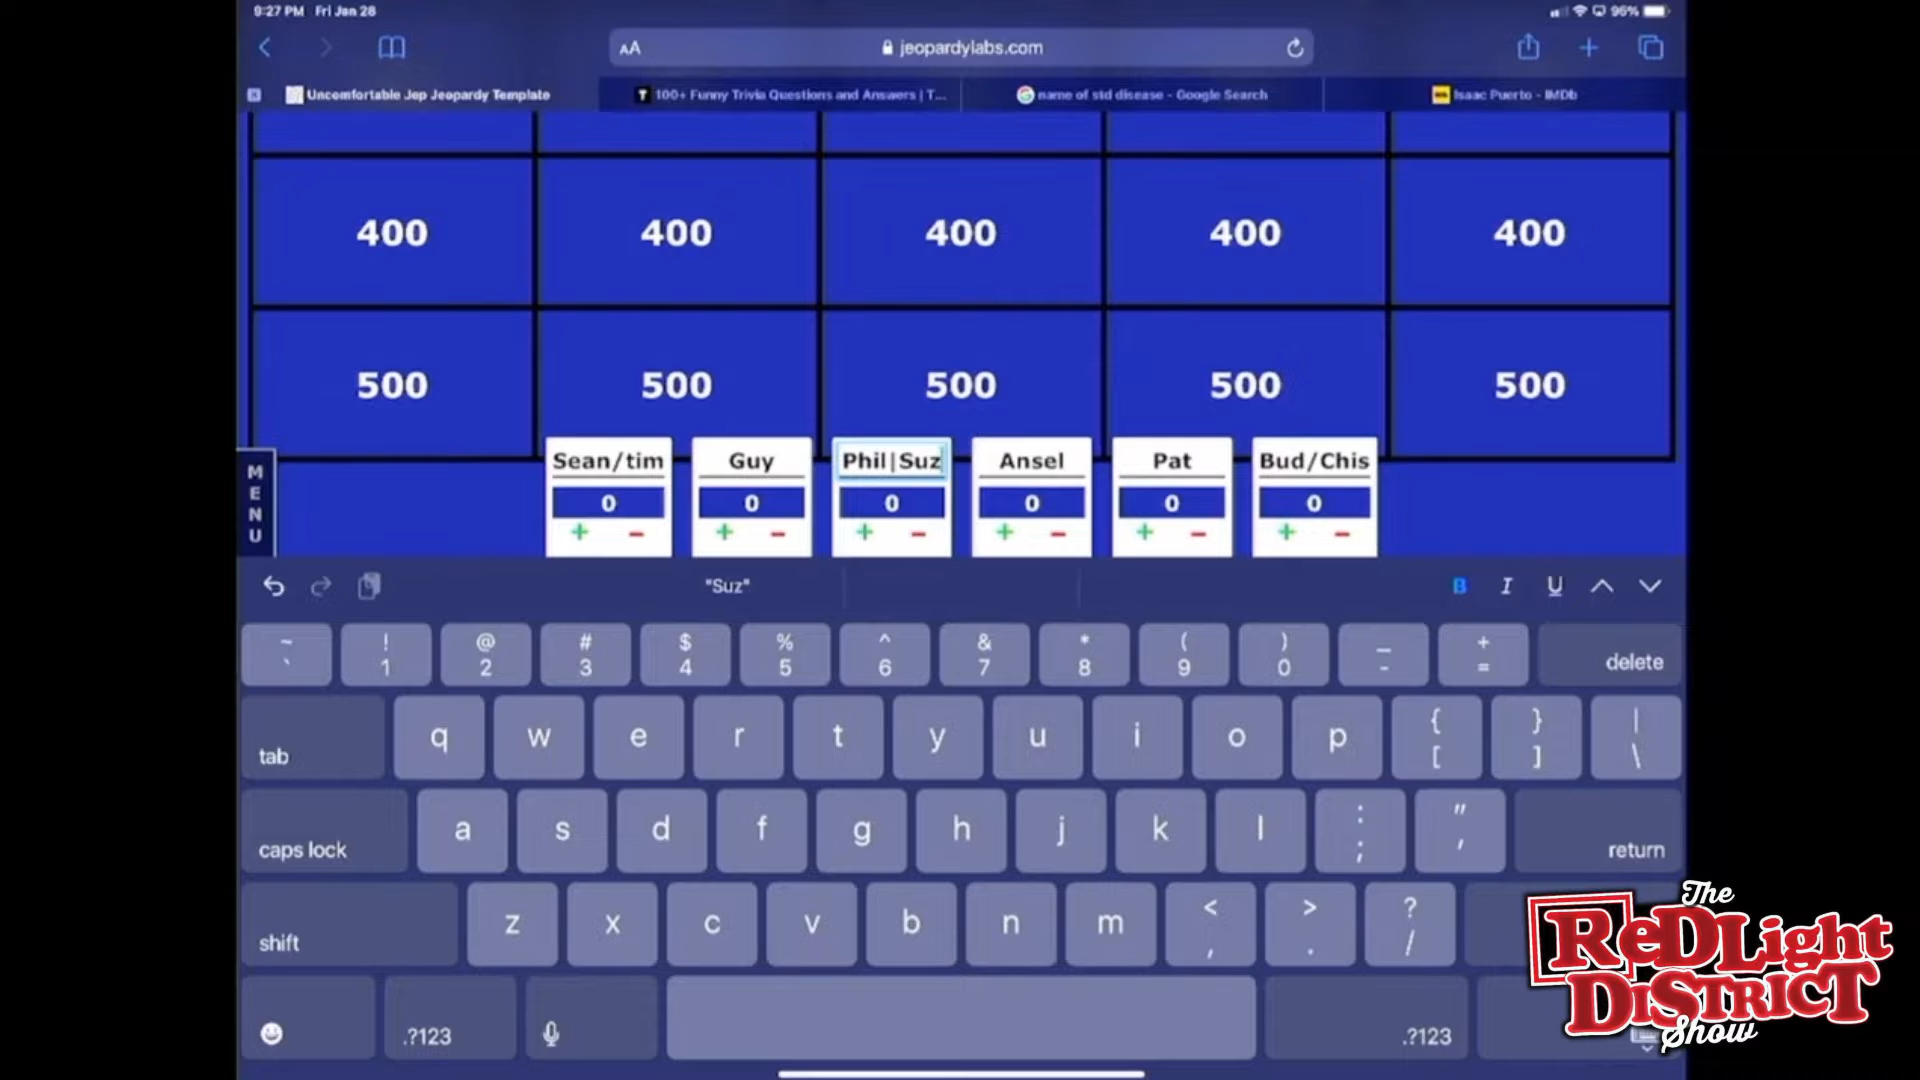 9:27 PM Fri Jan 28
96%
AA
jeopardylabs.com
Uncomfortable Jep Jeopardy Template
100+ Funny Trivia Questions and Answers | T...
name of std disease - Google Search
Isaac Puerto - IMDb
400 400 400 400 400
500 500 500 500 500
MENU
Sean/tim Guy Phil|Suz Ansel Pat Bud/Chis
0 0 0 0 0 0
+ - + - + - + - + - + -
"Suz"
B I U
~ ! @ # $ % ^ & * ( ) _ +
` 1 2 3 4 5 6 7 8 9 0 - = delete
tab q w e r t y u i o p { [ } ] | \
caps lock a s d f g h j k l : ; " ' return
shift z x c v b n m < , > . ? /
.?123 .?123
The
ReDLight
DiSTRICT
Show